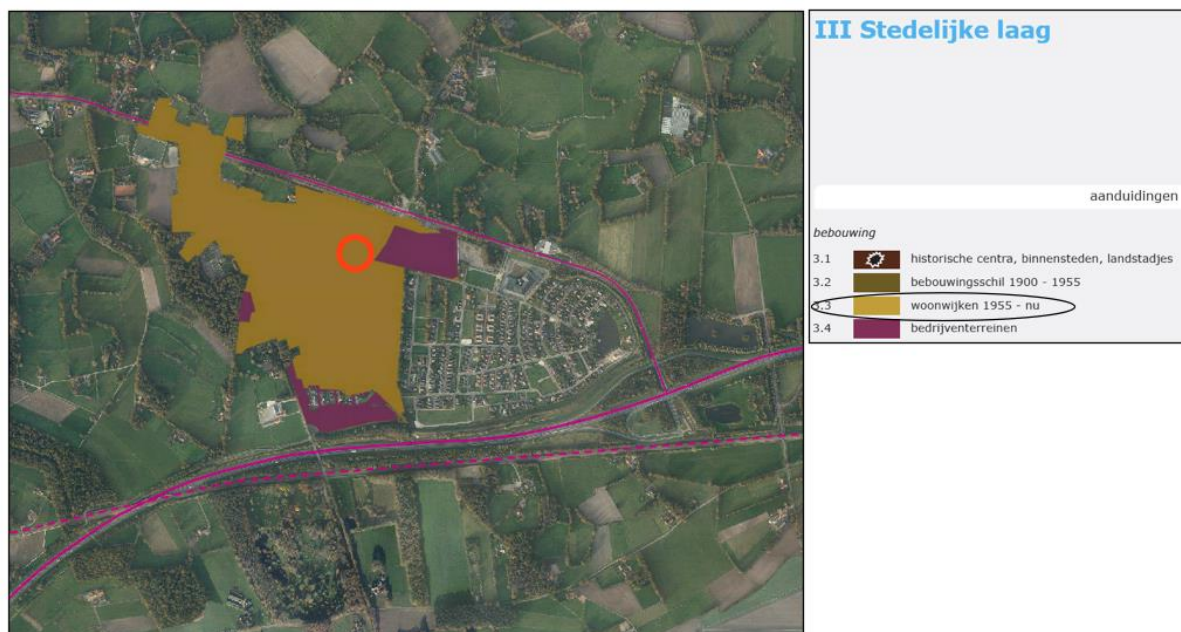 III Stedelijke laag
aanduidingen
bebouwing
3.1 historische centra, binnensteden, landstadjes
3.2 bebouwingsschil 1900 - 1955
3.3 woonwijken 1955 - nu
3.4 bedrijventerreinen